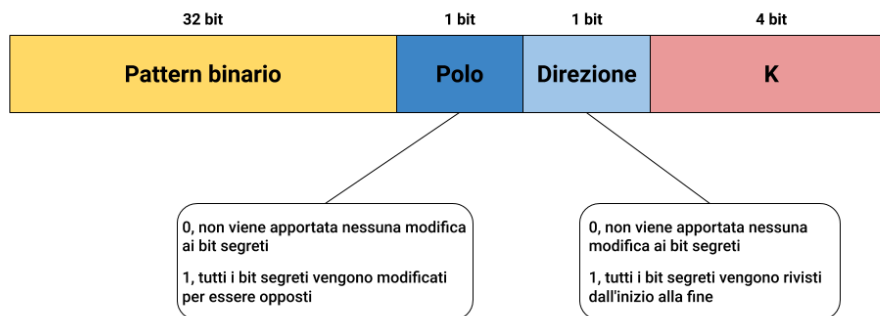 32 bit
1 bit
1 bit
4 bit
Pattern binario
Polo
Direzione
K
0, non viene apportata nessuna modifica
ai bit segreti
1, tutti i bit segreti vengono modificati
per essere opposti
0, non viene apportata nessuna
modifica ai bit segreti
1, tutti i bit segreti vengono rivisti
dall'inizio alla fine